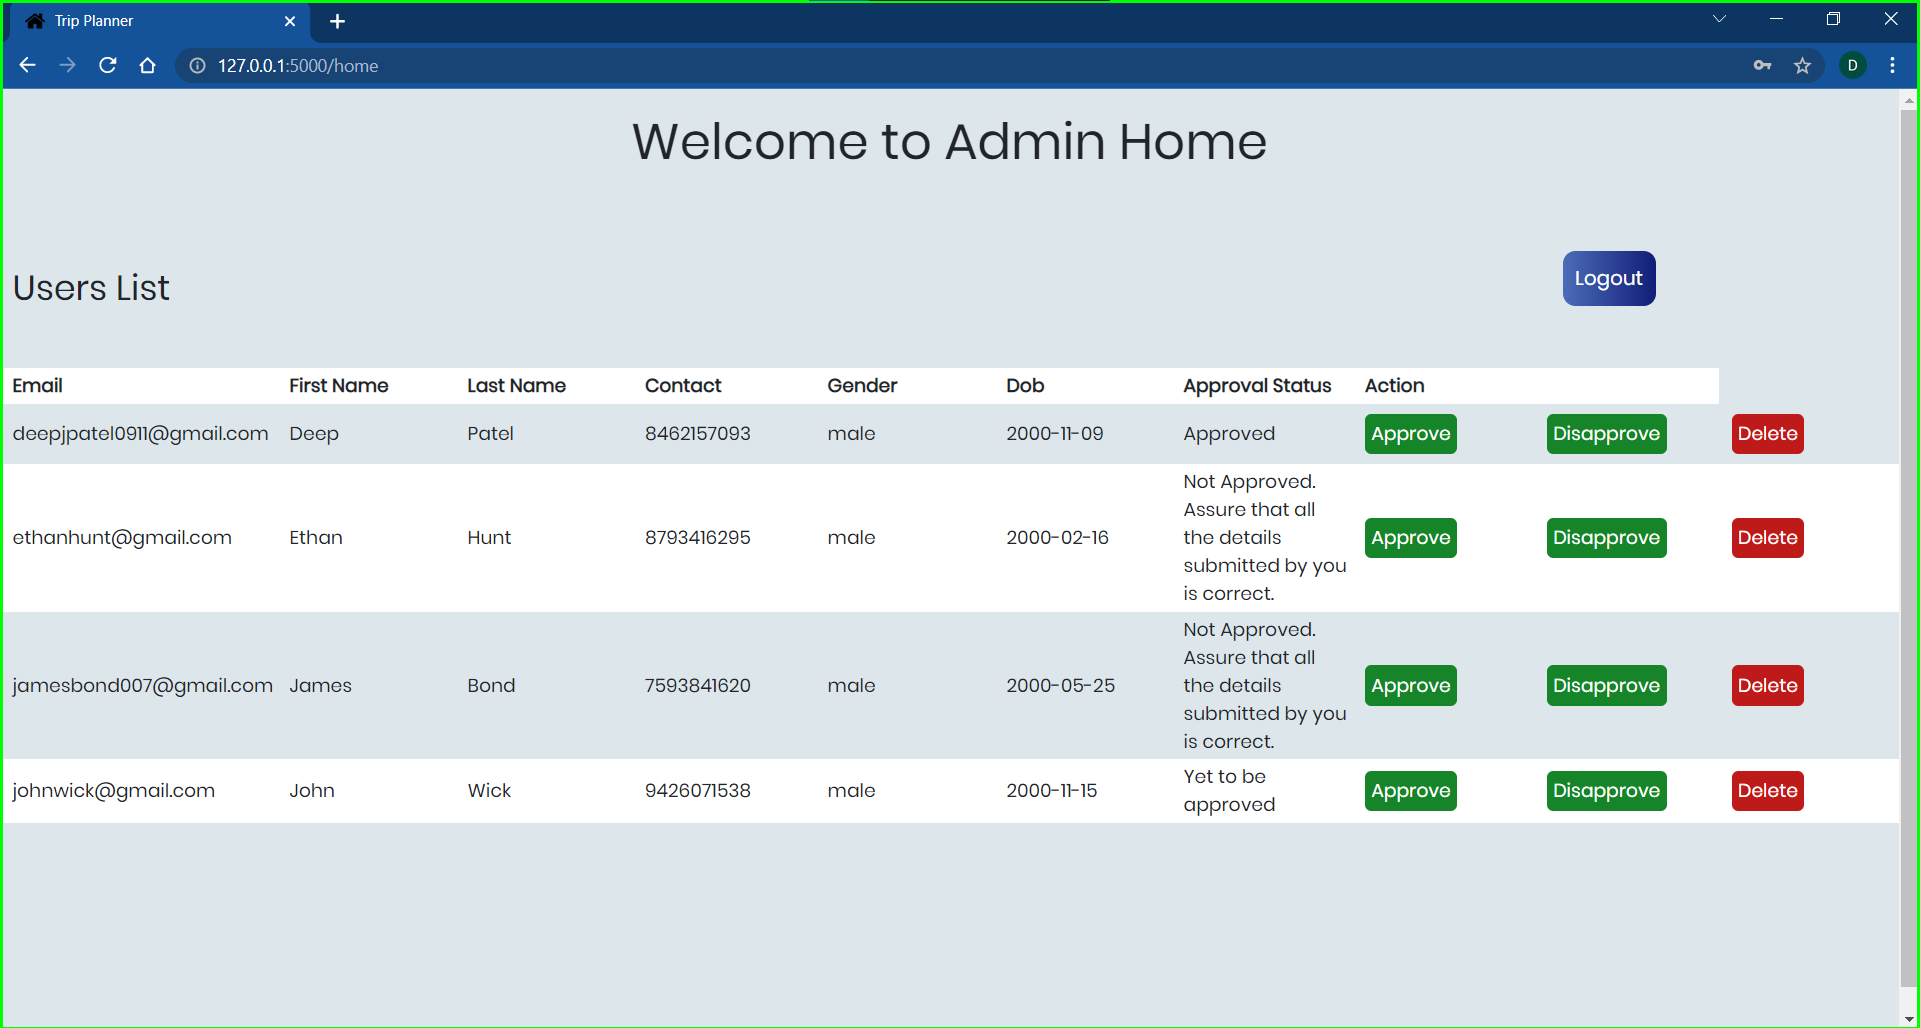 Trip Planner
127.0.0.1:5000/home
D
Welcome to Admin Home
Users List
Logout
Email First Name Last Name Contact Gender Dob Approval Status Action
deepjpatel0911@gmail.com Deep Patel 8462157093 male 2000-11-09 Approved Approve Disapprove Delete
Not Approved.
Assure that all
ethanhunt@gmail.com Ethan Hunt 8793416295 male 2000-02-16 the details Approve Disapprove Delete
submitted by you
is correct.
Not Approved.
Assure that all
jamesbond007@gmail.com James Bond 7593841620 male 2000-05-25 the details Approve Disapprove Delete
submitted by you
is correct.
johnwick@gmail.com John Wick 9426071538 male 2000-11-15 Yet to be Approve Disapprove Delete
approved